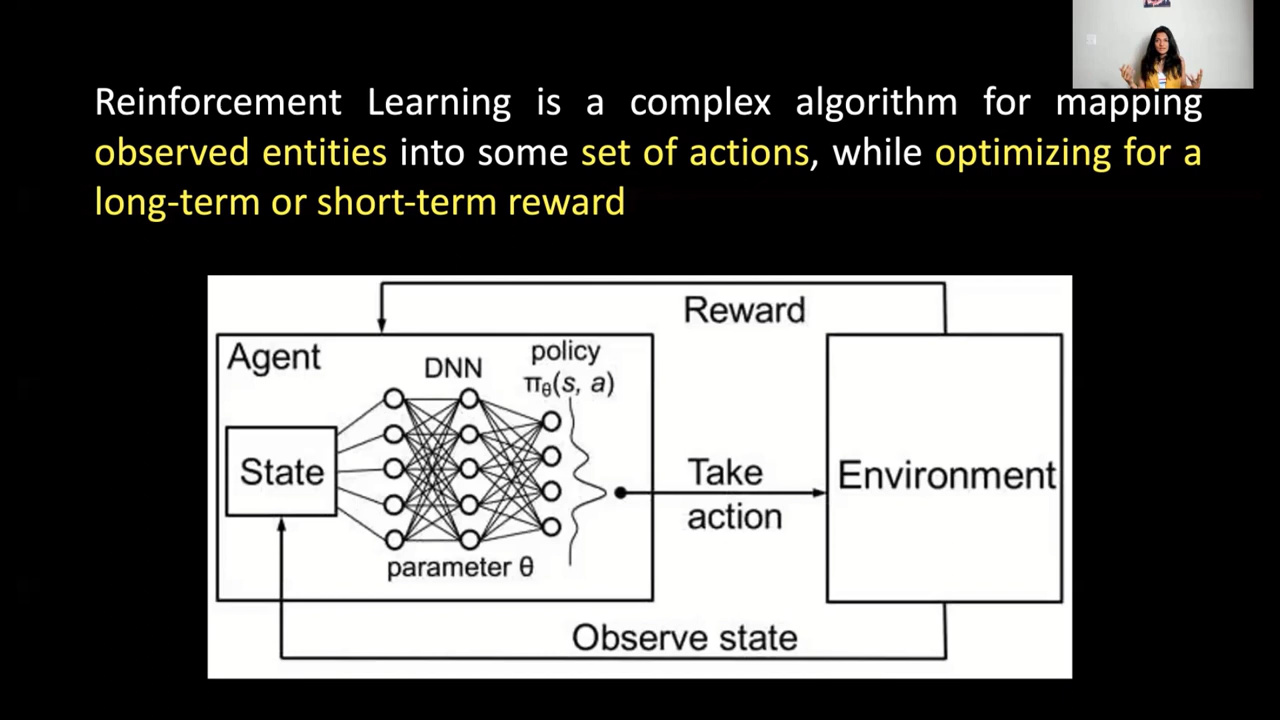 Reinforcement Learning is a complex algorithm for mapping
observed entities into some set of actions, while optimizing for a
long-term or short-term reward
Reward
Agent
DNN
policy
πθ(s, a)
State
Take
action
Environment
parameter θ
Observe state